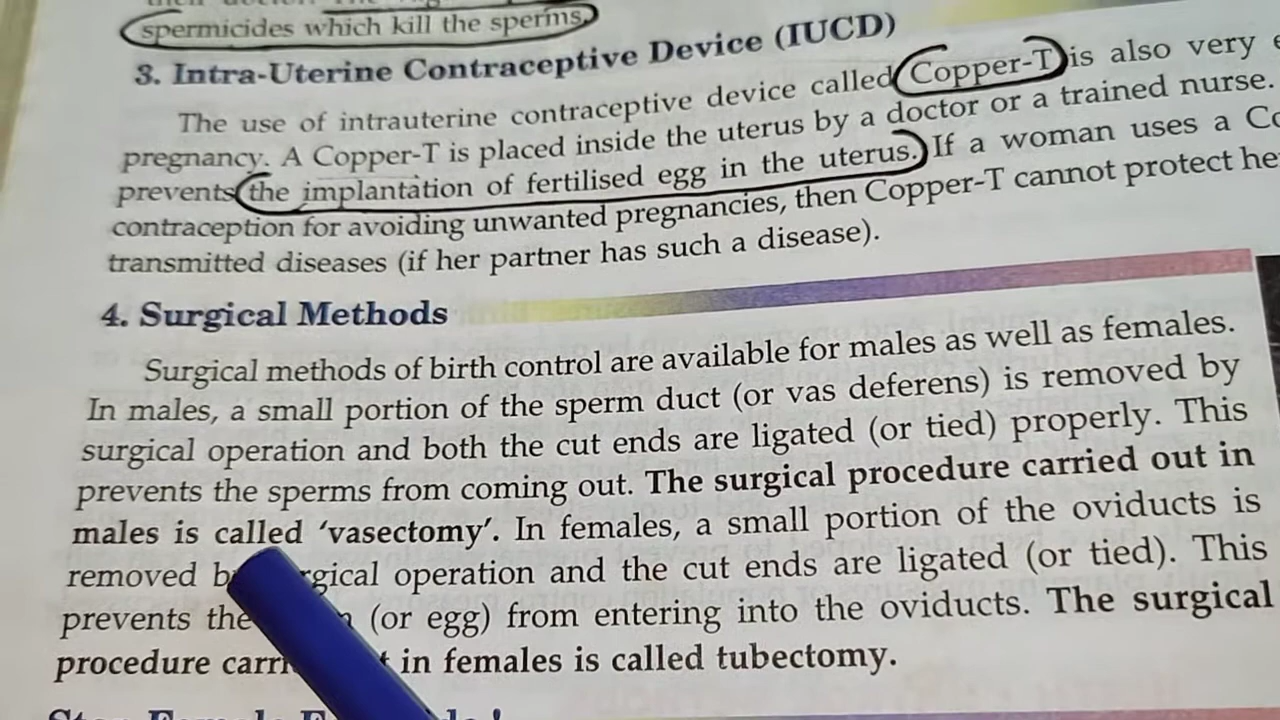 spermicides which kill the sperms.
3. Intra-Uterine Contraceptive Device (IUCD)
The use of intrauterine contraceptive device called Copper-T is also very
pregnancy. A Copper-T is placed inside the uterus by a doctor or a trained nurse.
prevents the implantation of fertilised egg in the uterus. If a woman uses a
contraception for avoiding unwanted pregnancies, then Copper-T cannot protect
transmitted diseases (if her partner has such a disease).
4. Surgical Methods
Surgical methods of birth control are available for males as well as females.
In males, a small portion of the sperm duct (or vas deferens) is removed by
surgical operation and both the cut ends are ligated (or tied) properly. This
prevents the sperms from coming out. The surgical procedure carried out in
males is called 'vasectomy'. In females, a small portion of the oviducts is
removed operation and the cut ends are ligated (or tied). This
prevents the (or egg) from entering into the oviducts. The surgical
procedure in females is called tubectomy.